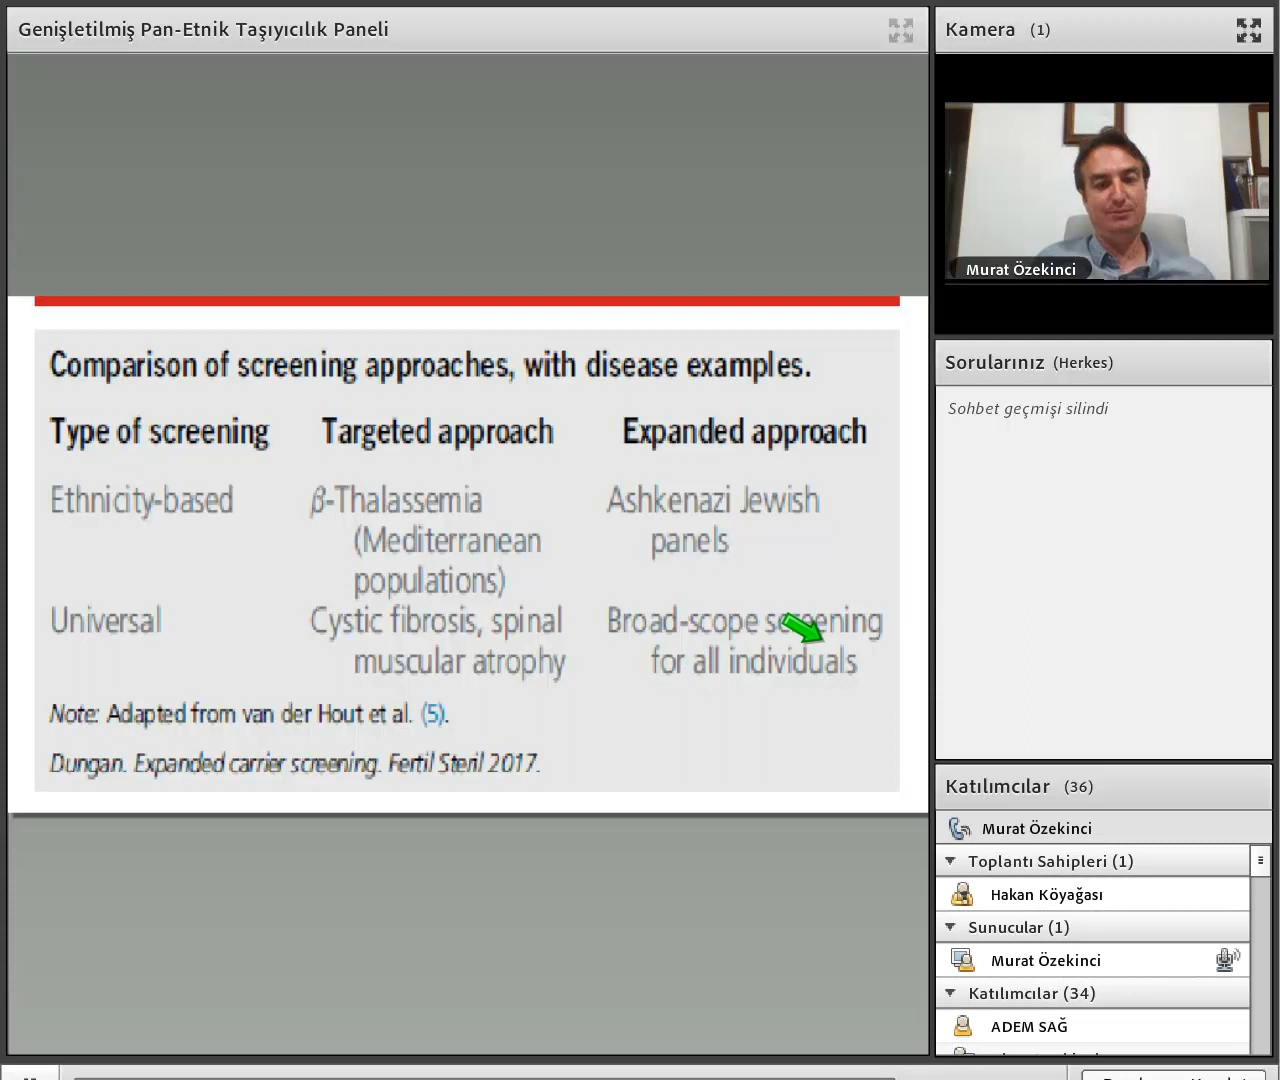 Genişletilmiş Pan-Etnik Taşıyıcılık Paneli
Comparison of screening approaches, with disease examples.
Type of screening Targeted approach Expanded approach
Ethnicity-based β-Thalassemia Ashkenazi Jewish
(Mediterranean panels
populations)
Universal Cystic fibrosis, spinal Broad-scope screening
muscular atrophy for all individuals
Note: Adapted from van der Hout et al. (5).
Dungan. Expanded carrier screening. Fertil Steril 2017.
Kamera (1)
Murat Özekinci
Sorularınız (Herkes)
Sohbet geçmişi silindi
Katılımcılar (36)
Murat Özekinci
Toplantı Sahipleri (1)
Hakan Köyağası
Sunucular (1)
Murat Özekinci
Katılımcılar (34)
ADEM SAĞ